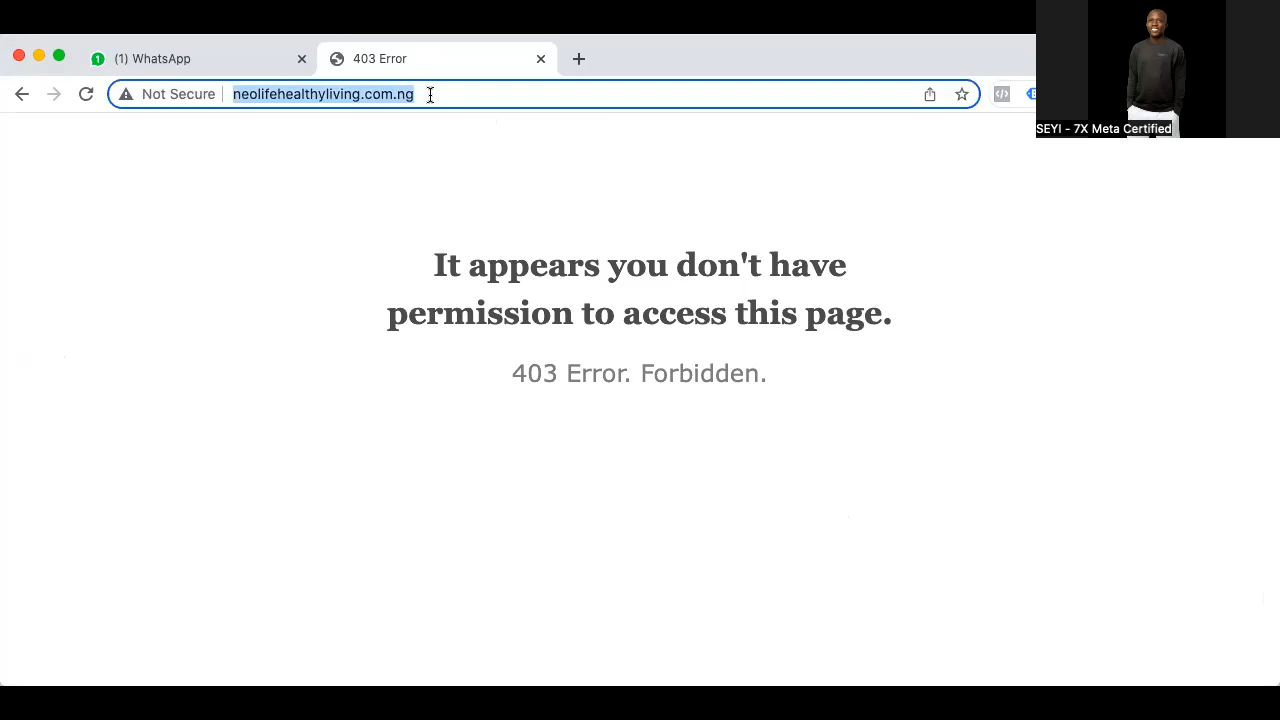 1 (1) WhatsApp
403 Error
Not Secure neolifehealthyliving.com.ng
SEYI - 7X Meta Certified
It appears you don't have
permission to access this page.
403 Error. Forbidden.